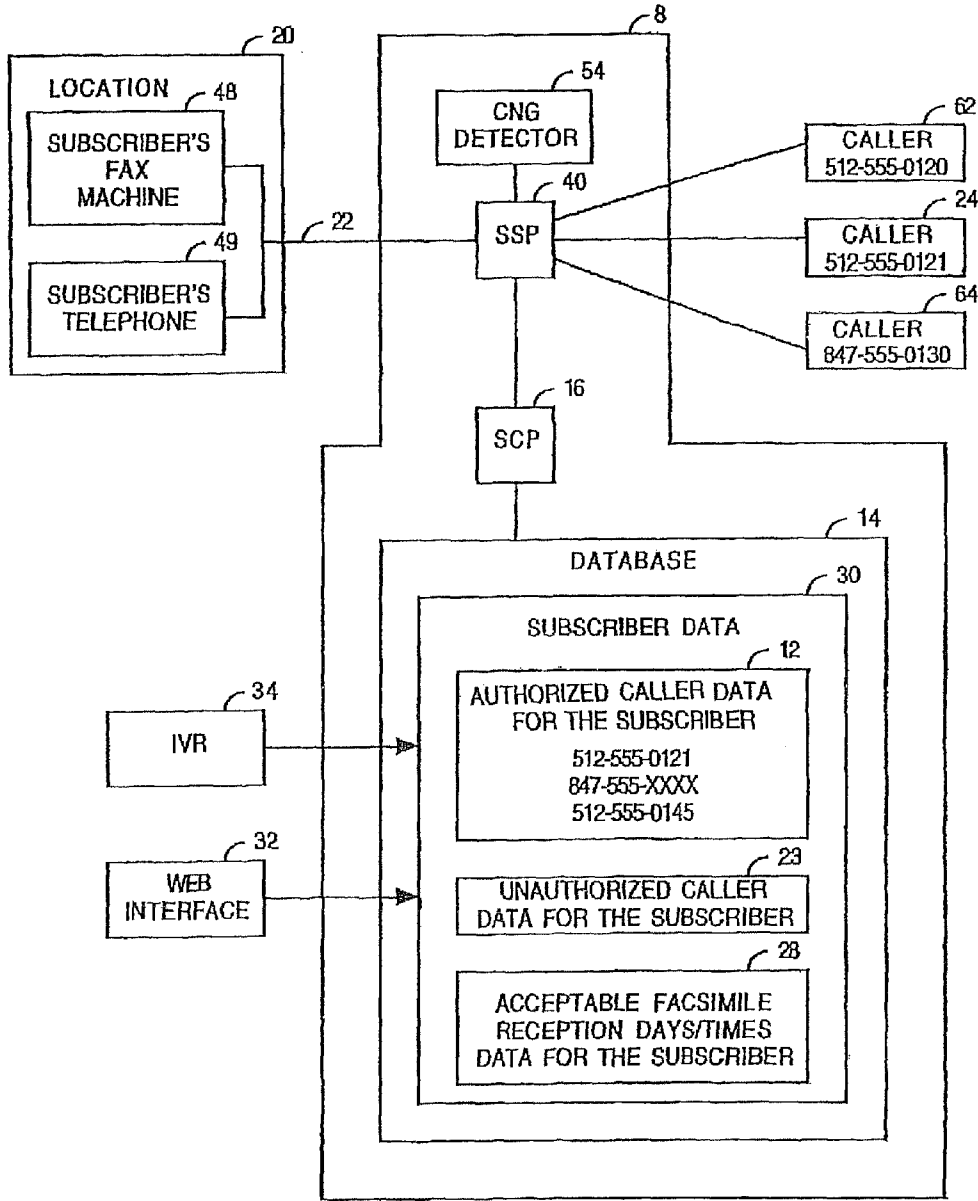 20
LOCATION
48
SUBSCRIBER'S
FAX
MACHINE
49
SUBSCRIBER'S
TELEPHONE
22
8
54
CNG
DETECTOR
40
SSP
62
CALLER
512-555-0120
24
CALLER
512-555-0121
64
CALLER
847-555-0130
16
SCP
14
DATABASE
30
SUBSCRIBER DATA
12
AUTHORIZED CALLER DATA
FOR THE SUBSCRIBER
512-555-0121
847-555-XXXX
512-555-0145
34
IVR
32
WEB
INTERFACE
23
UNAUTHORIZED CALLER
DATA FOR THE SUBSCRIBER
28
ACCEPTABLE FACSIMILE
RECEPTION DAYS/TIMES
DATA FOR THE SUBSCRIBER